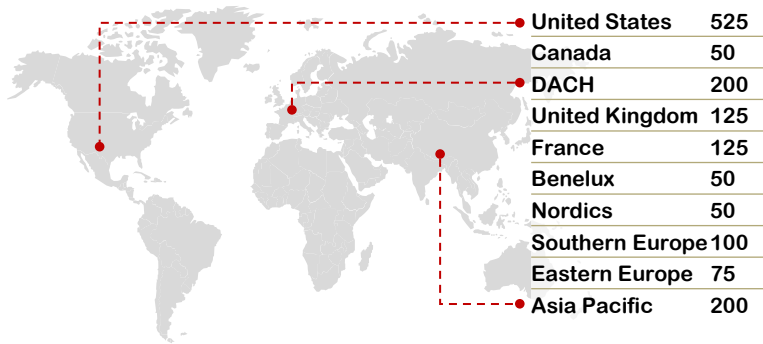 United States 525
Canada 50
DACH 200
United Kingdom 125
France 125
Benelux 50
Nordics 50
Southern Europe 100
Eastern Europe 75
Asia Pacific 200